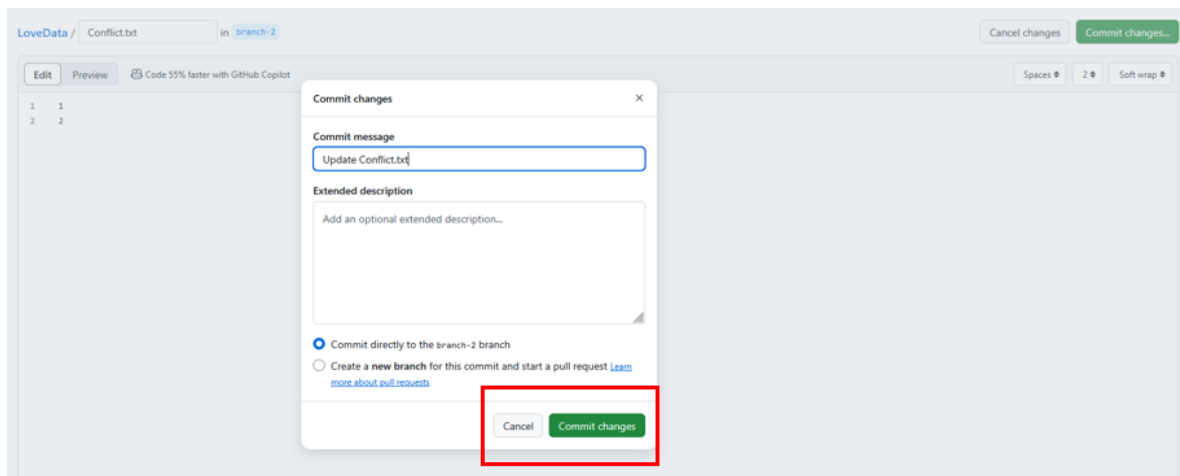 LoveData / Conflict.txt in branch-2 Cancel changes Commit changes...
Edit Preview Code 55% faster with GitHub Copilot Spaces 2 Soft wrap
1 1
2 2
Commit changes ×
Commit message
Update Conflict.txt
Extended description
Add an optional extended description...
Commit directly to the branch-2 branch
Create a new branch for this commit and start a pull request Learn
more about pull requests
Cancel Commit changes